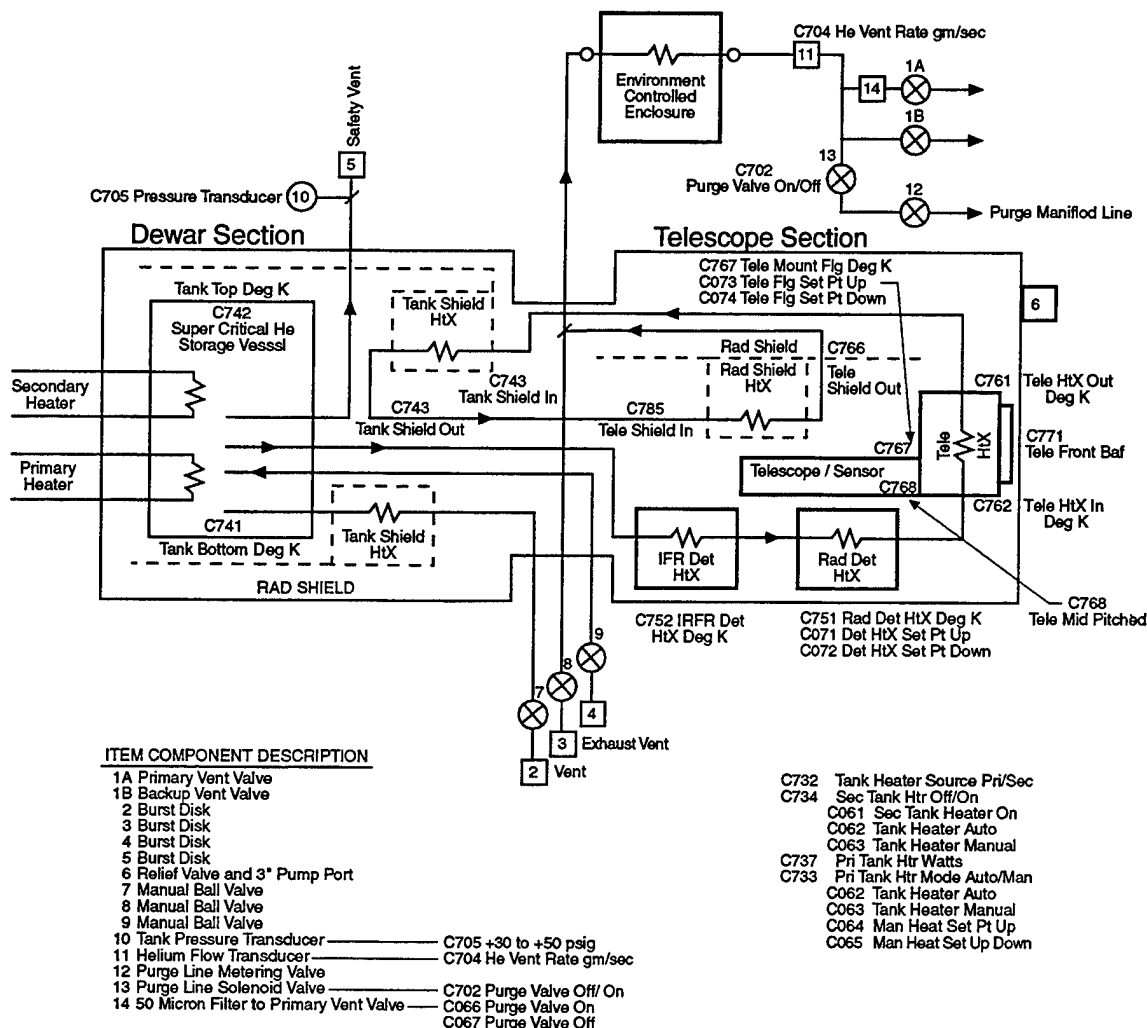 C704 He Vent Rate gm/sec
11
1A
14
1B
Environment
Controlled
Enclosure
Safety Vent
5
13
C702
Purge Valve On/Off
12
Purge Maniflod Line
C705 Pressure Transducer
10
Dewar Section
Telescope Section
C767 Tele Mount Flg Deg K
C073 Tele Flg Set Pt Up
C074 Tele Flg Set Pt Down
6
Tank Top Deg K
C742
Super Critical He
Storage Vesssl
Tank Shield
HtX
Rad Shield
C766
Rad Shield
HtX
Tele
Shield Out
Secondary
Heater
C743
Tank Shield In
C743
Tank Shield Out
C785
Tele Shield In
C761
Tele HtX Out
Deg K
C767
Tele
HtX
C771
Tele Front Baf
Primary
Heater
Telescope / Sensor
C768
C762
Tele HtX In
Deg K
C741
Tank Bottom Deg K
Tank Shield
HtX
IFR Det
HtX
Rad Det
HtX
RAD SHIELD
C768
Tele Mid Pitched
C752 IRFR Det
HtX Deg K
C751 Rad Det HtX Deg K
C071 Det HtX Set Pt Up
C072 Det HtX Set Pt Down
9
8
7
4
3
Exhaust Vent
2
Vent
ITEM COMPONENT DESCRIPTION
1A Primary Vent Valve
1B Backup Vent Valve
2 Burst Disk
3 Burst Disk
4 Burst Disk
5 Burst Disk
6 Relief Valve and 3" Pump Port
7 Manual Ball Valve
8 Manual Ball Valve
9 Manual Ball Valve
10 Tank Pressure Transducer C705 +30 to +50 psig
11 Helium Flow Transducer C704 He Vent Rate gm/sec
12 Purge Line Metering Valve
13 Purge Line Solenoid Valve C702 Purge Valve Off/ On
14 50 Micron Filter to Primary Vent Valve C066 Purge Valve On
C067 Purge Valve Off
C732 Tank Heater Source Pri/Sec
C734 Sec Tank Htr Off/On
C061 Sec Tank Heater On
C062 Tank Heater Auto
C063 Tank Heater Manual
C737 Pri Tank Htr Watts
C733 Pri Tank Htr Mode Auto/Man
C062 Tank Heater Auto
C063 Tank Heater Manual
C064 Man Heat Set Pt Up
C065 Man Heat Set Up Down